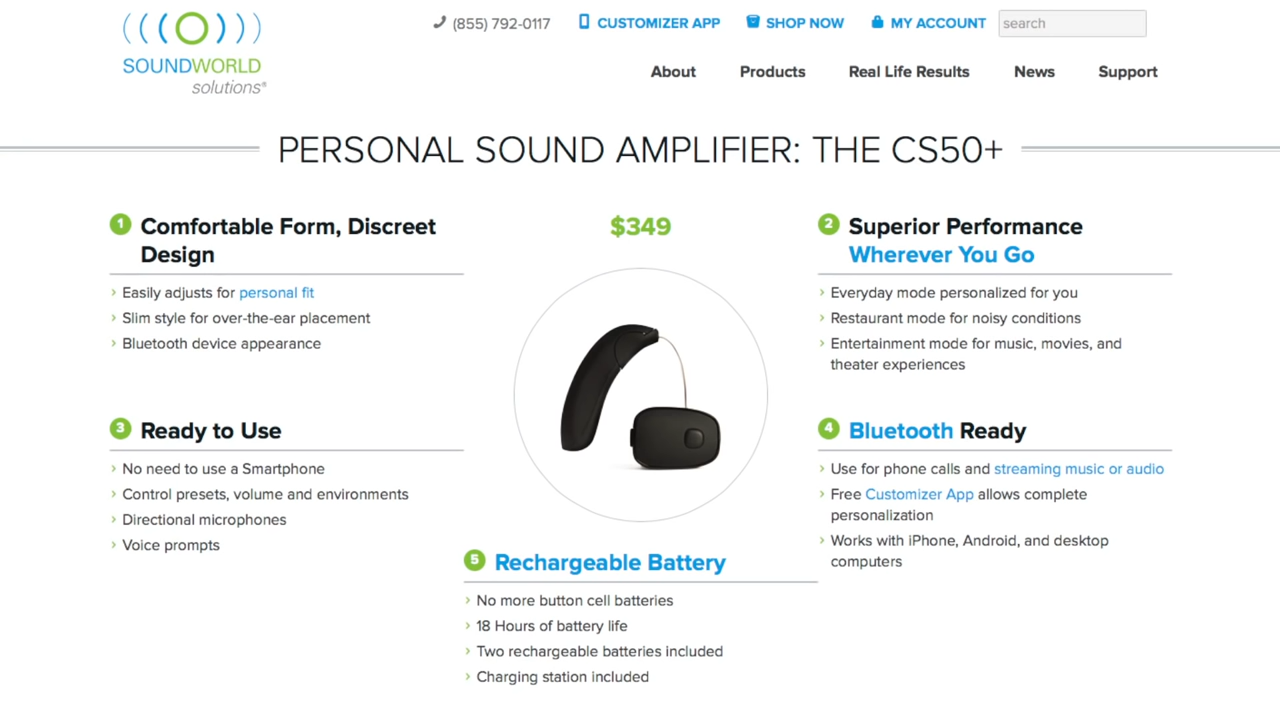 (855) 792-0117 CUSTOMIZER APP SHOP NOW MY ACCOUNT search
SOUNDWORLD
solutions®
About Products Real Life Results News Support
PERSONAL SOUND AMPLIFIER: THE CS50+
1 Comfortable Form, Discreet
Design
› Easily adjusts for personal fit
› Slim style for over-the-ear placement
› Bluetooth device appearance
$349
2 Superior Performance
Wherever You Go
› Everyday mode personalized for you
› Restaurant mode for noisy conditions
› Entertainment mode for music, movies, and
theater experiences
3 Ready to Use
› No need to use a Smartphone
› Control presets, volume and environments
› Directional microphones
› Voice prompts
4 Bluetooth Ready
› Use for phone calls and streaming music or audio
› Free Customizer App allows complete
personalization
› Works with iPhone, Android, and desktop
computers
5 Rechargeable Battery
› No more button cell batteries
› 18 Hours of battery life
› Two rechargeable batteries included
› Charging station included